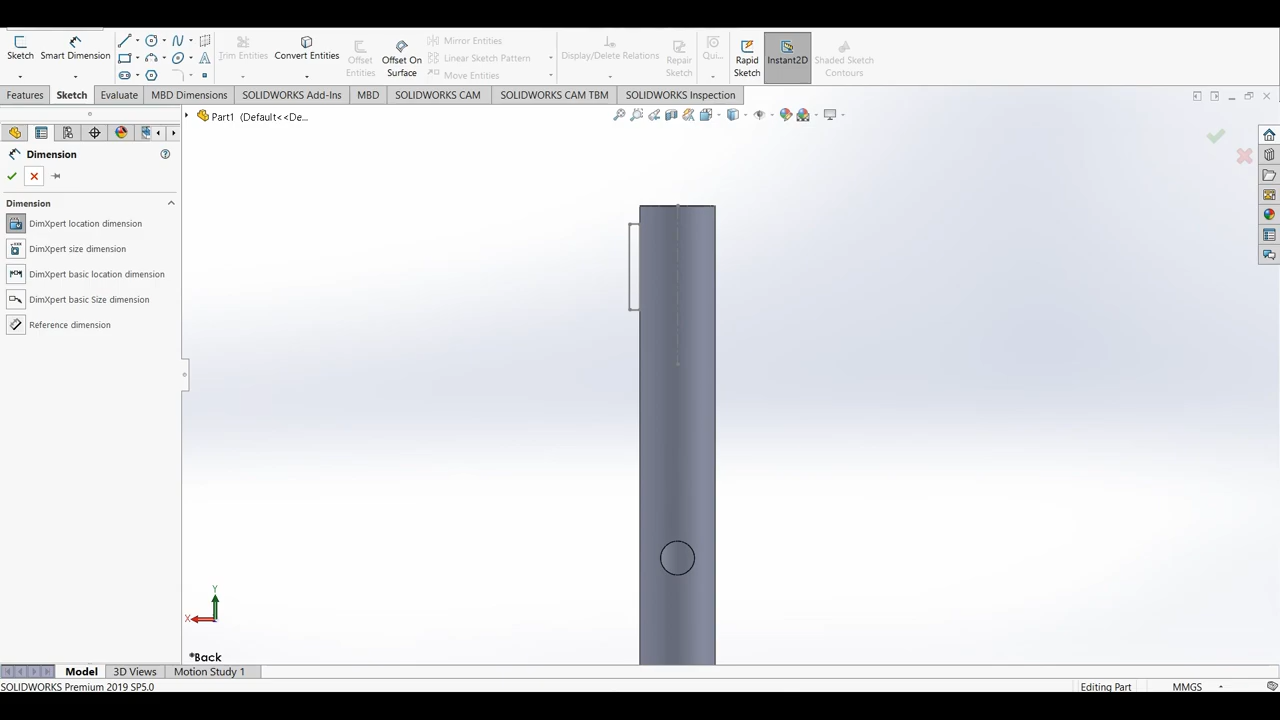 Sketch
Smart Dimension
Trim Entities
Convert Entities
Offset Entities
Offset On Surface
Mirror Entities
Linear Sketch Pattern
Move Entities
Display/Delete Relations
Repair Sketch
Qui...
Rapid Sketch
Instant2D
Shaded Sketch Contours
Features
Sketch
Evaluate
MBD Dimensions
SOLIDWORKS Add-Ins
MBD
SOLIDWORKS CAM
SOLIDWORKS CAM TBM
SOLIDWORKS Inspection
Part1 (Default<<De...
Dimension
Dimension
DimXpert location dimension
DimXpert size dimension
DimXpert basic location dimension
DimXpert basic Size dimension
Reference dimension
Y
X
*Back
Model
3D Views
Motion Study 1
SOLIDWORKS Premium 2019 SP5.0
Editing Part
MMGS